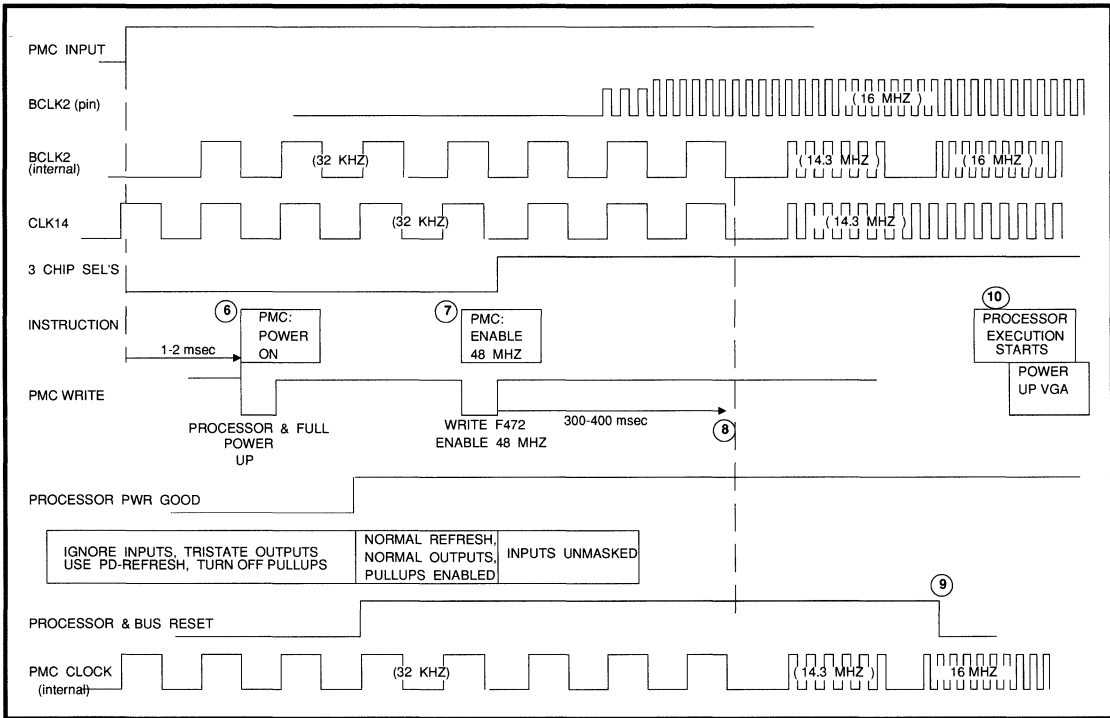 PMC INPUT
BCLK2 (pin)
( 16 MHZ )
BCLK2
(internal)
(32 KHZ)
( 14.3 MHZ )
( 16 MHZ )
CLK14
(32 KHZ)
( 14.3 MHZ )
3 CHIP SEL'S
INSTRUCTION
1-2 msec
6
PMC:
POWER
ON
7
PMC:
ENABLE
48 MHZ
10
PROCESSOR
EXECUTION
STARTS
POWER
UP VGA
PMC WRITE
PROCESSOR & FULL
POWER
UP
WRITE F472
ENABLE 48 MHZ
300-400 msec
8
PROCESSOR PWR GOOD
IGNORE INPUTS, TRISTATE OUTPUTS
USE PD-REFRESH, TURN OFF PULLUPS
NORMAL REFRESH,
NORMAL OUTPUTS,
PULLUPS ENABLED
INPUTS UNMASKED
9
PROCESSOR & BUS RESET
PMC CLOCK
(internal)
(32 KHZ)
( 14.3 MHZ )
16 MHZ